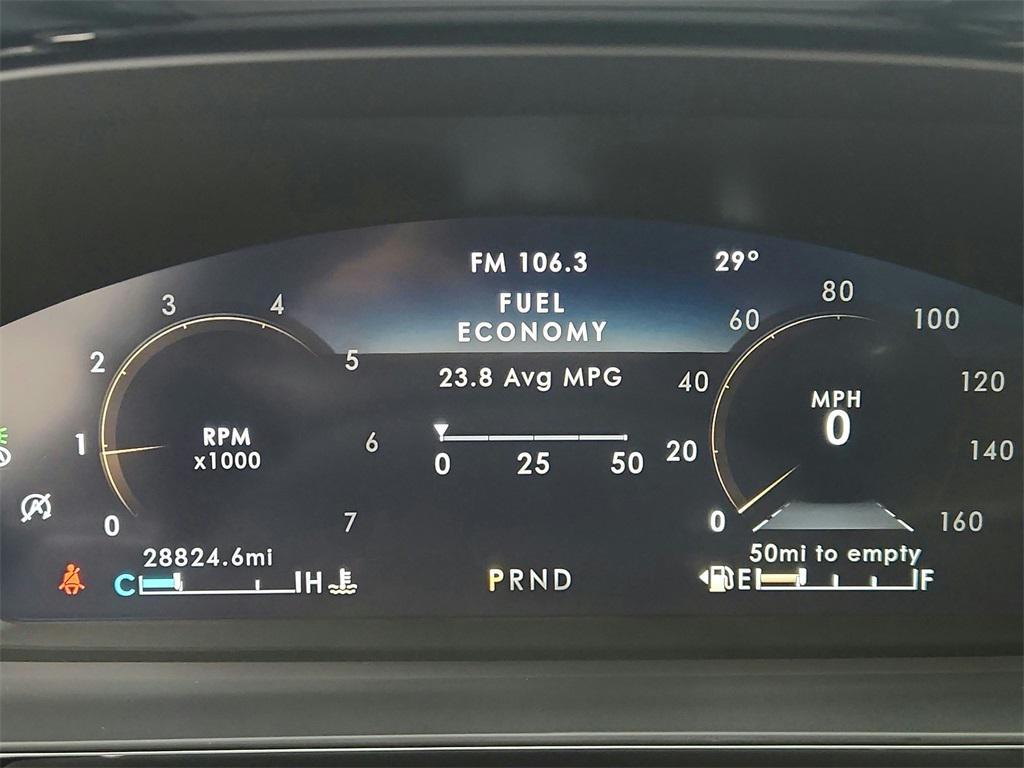 FM 106.3
29°
FUEL
ECONOMY
23.8 Avg MPG
0 25 50
0 1 2 3 4 5 6 7
RPM
x1000
0 20 40 60 80 100 120 140 160
MPH
0
28824.6mi
C H
PRND
50mi to empty
E F
A